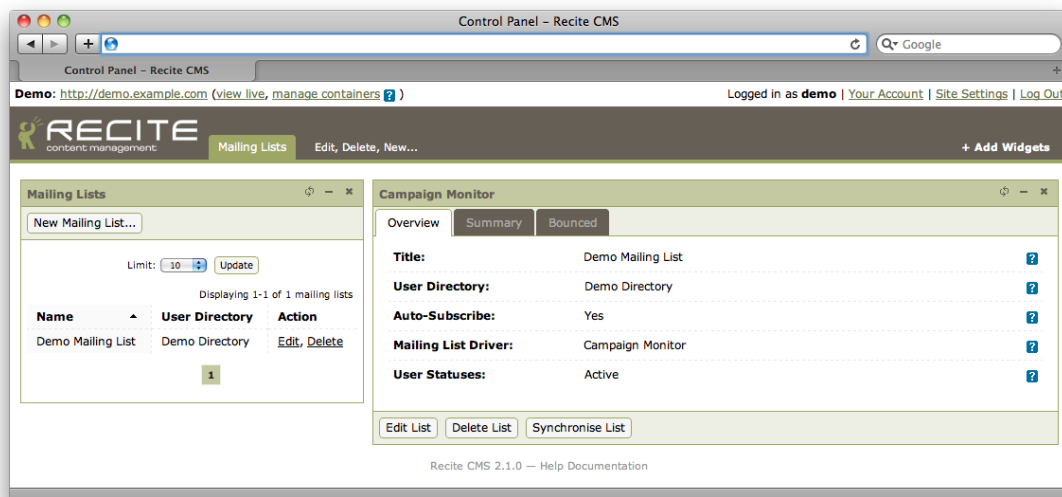 Control Panel – Recite CMS
Google
Control Panel – Recite CMS
Demo: http://demo.example.com (view live, manage containers ? )
Logged in as demo | Your Account | Site Settings | Log Out
RECITE
content management
Mailing Lists
Edit, Delete, New...
+ Add Widgets
Mailing Lists
New Mailing List...
Limit: 10 Update
Displaying 1-1 of 1 mailing lists
Name User Directory Action
Demo Mailing List Demo Directory Edit, Delete
1
Campaign Monitor
Overview Summary Bounced
Title: Demo Mailing List ?
User Directory: Demo Directory ?
Auto-Subscribe: Yes ?
Mailing List Driver: Campaign Monitor ?
User Statuses: Active ?
Edit List Delete List Synchronise List
Recite CMS 2.1.0 — Help Documentation